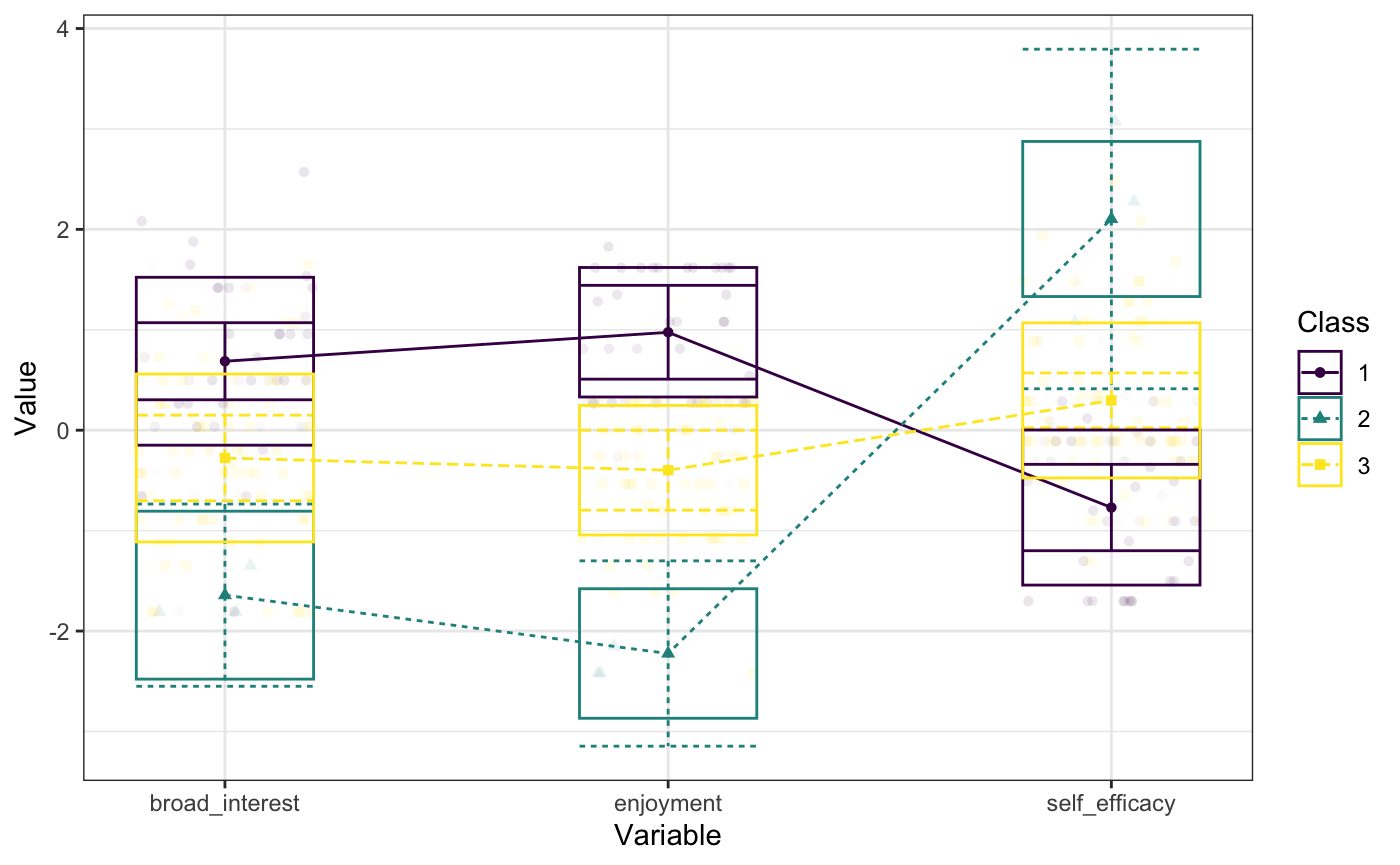 4
2
0
-2
Value
broad_interest
enjoyment
self_efficacy
Variable
Class
1
2
3